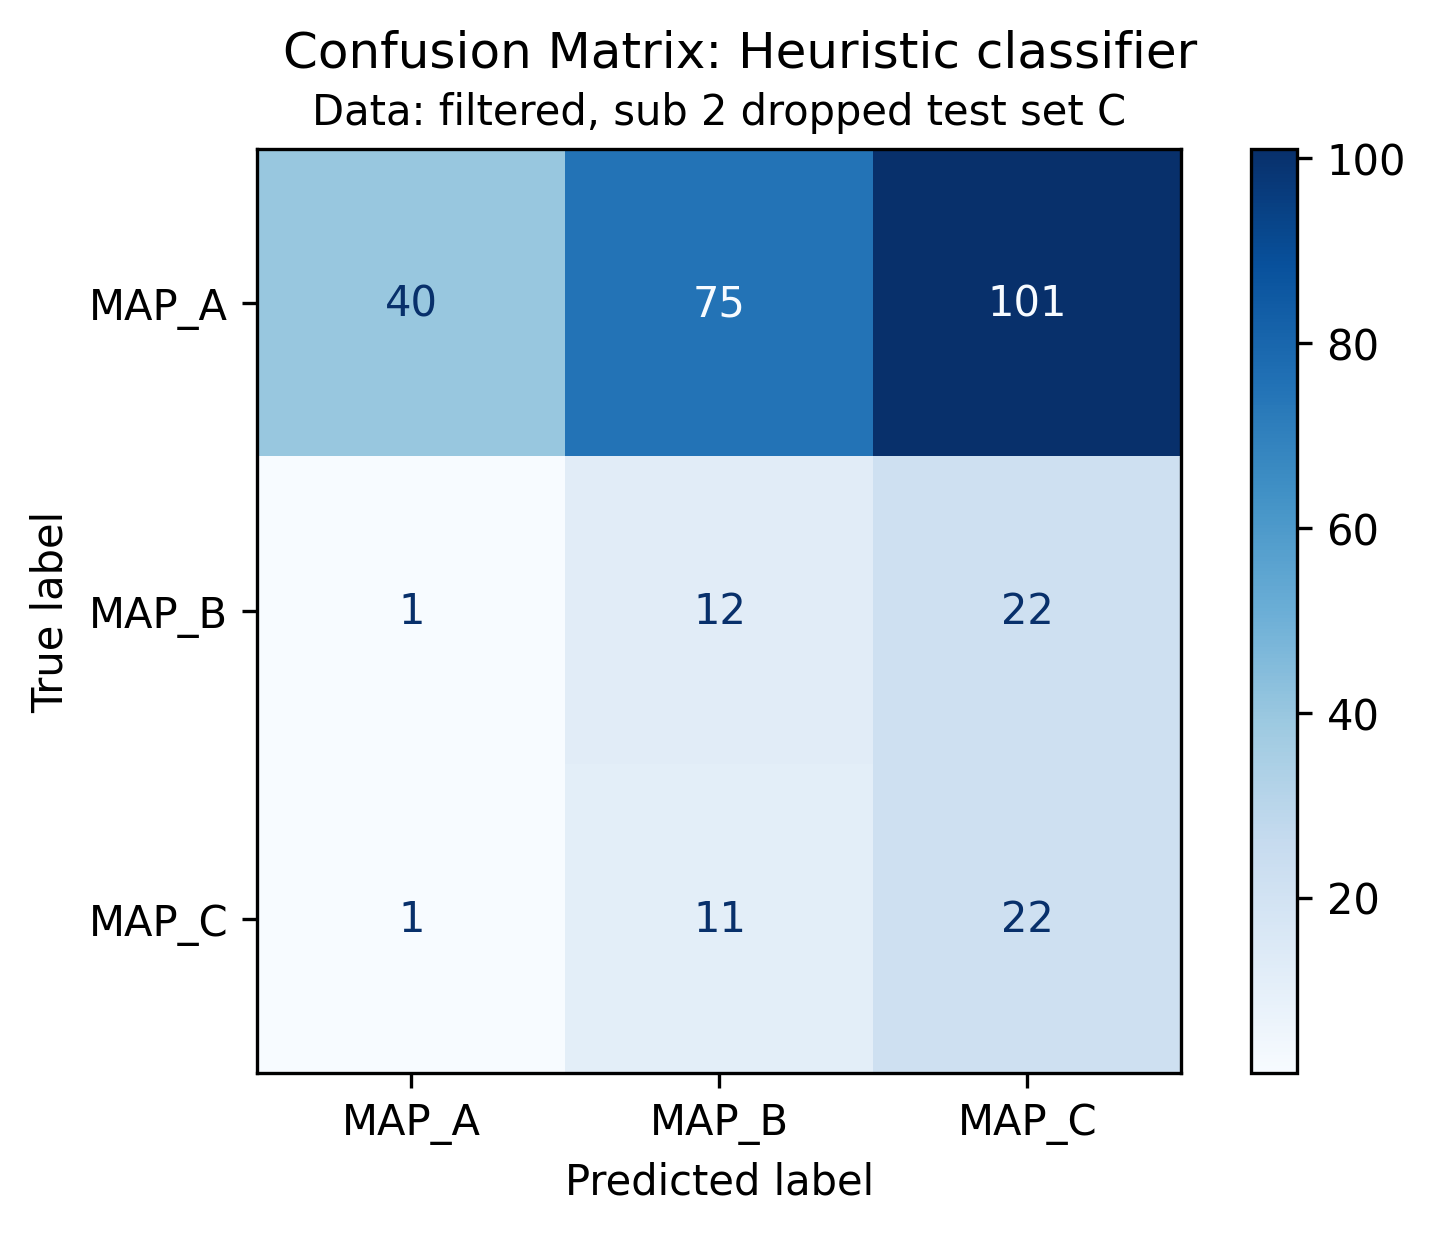 Confusion Matrix: Heuristic classifier
Data: filtered, sub 2 dropped test set C
True label
MAP_A
40
75
101
MAP_B
1
12
22
MAP_C
1
11
22
MAP_A
MAP_B
MAP_C
Predicted label
100
80
60
40
20